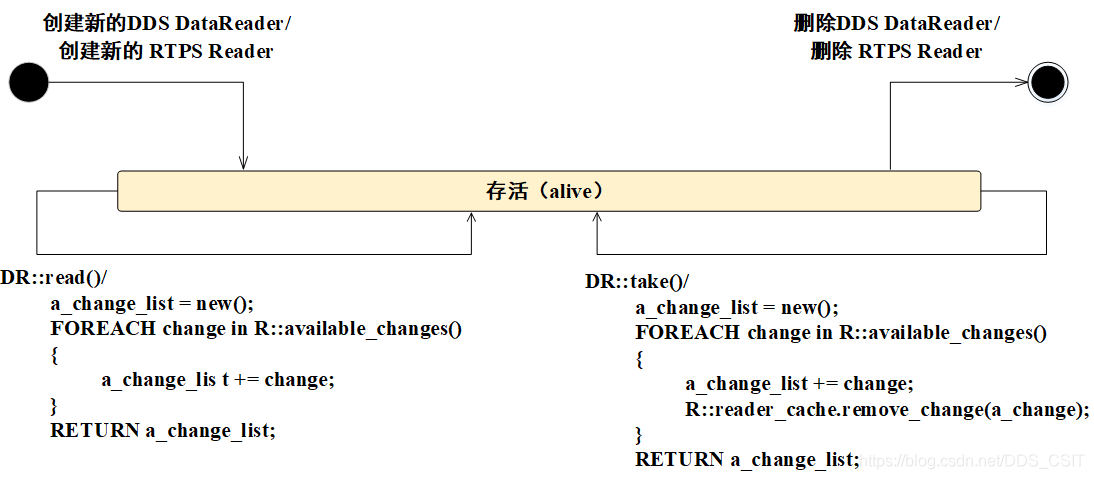 创建新的DDS DataReader/
创建新的 RTPS Reader
删除DDS DataReader/
删除 RTPS Reader
存活（alive）
DR::read()/
a_change_list = new();
FOREACH change in R::available_changes()
{
a_change_lis t += change;
}
RETURN a_change_list;
DR::take()/
a_change_list = new();
FOREACH change in R::available_changes()
{
a_change_list += change;
R::reader_cache.remove_change(a_change);
}
RETURN a_change_list;
https://blog.csdn.net/DDS_CSIT